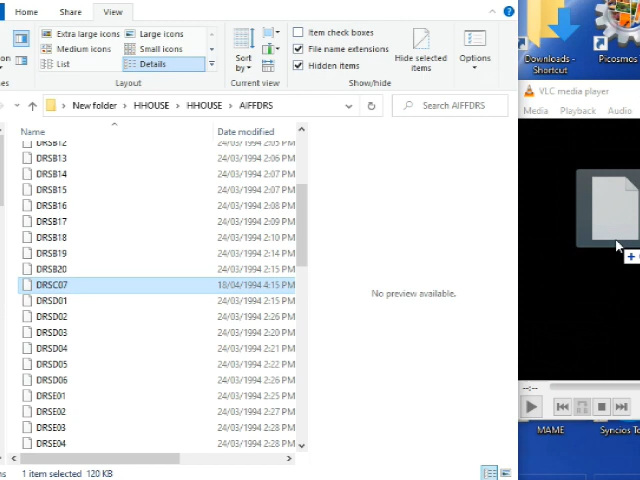 Home Share View
Extra large icons Large icons
Medium icons Small icons
List Details
Layout
Sort by
Current view
Item check boxes
File name extensions
Hidden items
Hide selected items
Options
Show/hide
New folder HHOUSE HHOUSE AIFFDRS
Search AIFFDRS
Name Date modified
DRSB12 24/03/1994 2:05 PM
DRSB13 24/03/1994 2:06 PM
DRSB14 24/03/1994 2:07 PM
DRSB15 24/03/1994 2:07 PM
DRSB16 24/03/1994 2:08 PM
DRSB17 24/03/1994 2:09 PM
DRSB18 24/03/1994 2:10 PM
DRSB19 24/03/1994 2:14 PM
DRSB20 24/03/1994 2:15 PM
DRSC07 18/04/1994 4:15 PM
DRSD01 24/03/1994 2:15 PM
DRSD02 24/03/1994 2:26 PM
DRSD03 24/03/1994 2:20 PM
DRSD04 24/03/1994 2:21 PM
DRSD05 24/03/1994 2:22 PM
DRSD06 24/03/1994 2:26 PM
DRSE01 24/03/1994 2:25 PM
DRSE02 24/03/1994 2:27 PM
DRSE03 24/03/1994 2:28 PM
DRSE04 24/03/1994 2:28 PM
No preview available.
1 item selected 120 KB
Downloads - Shortcut
Picosmos
VLC media player
Media Playback Audio
--:--
MAME
Syncios To